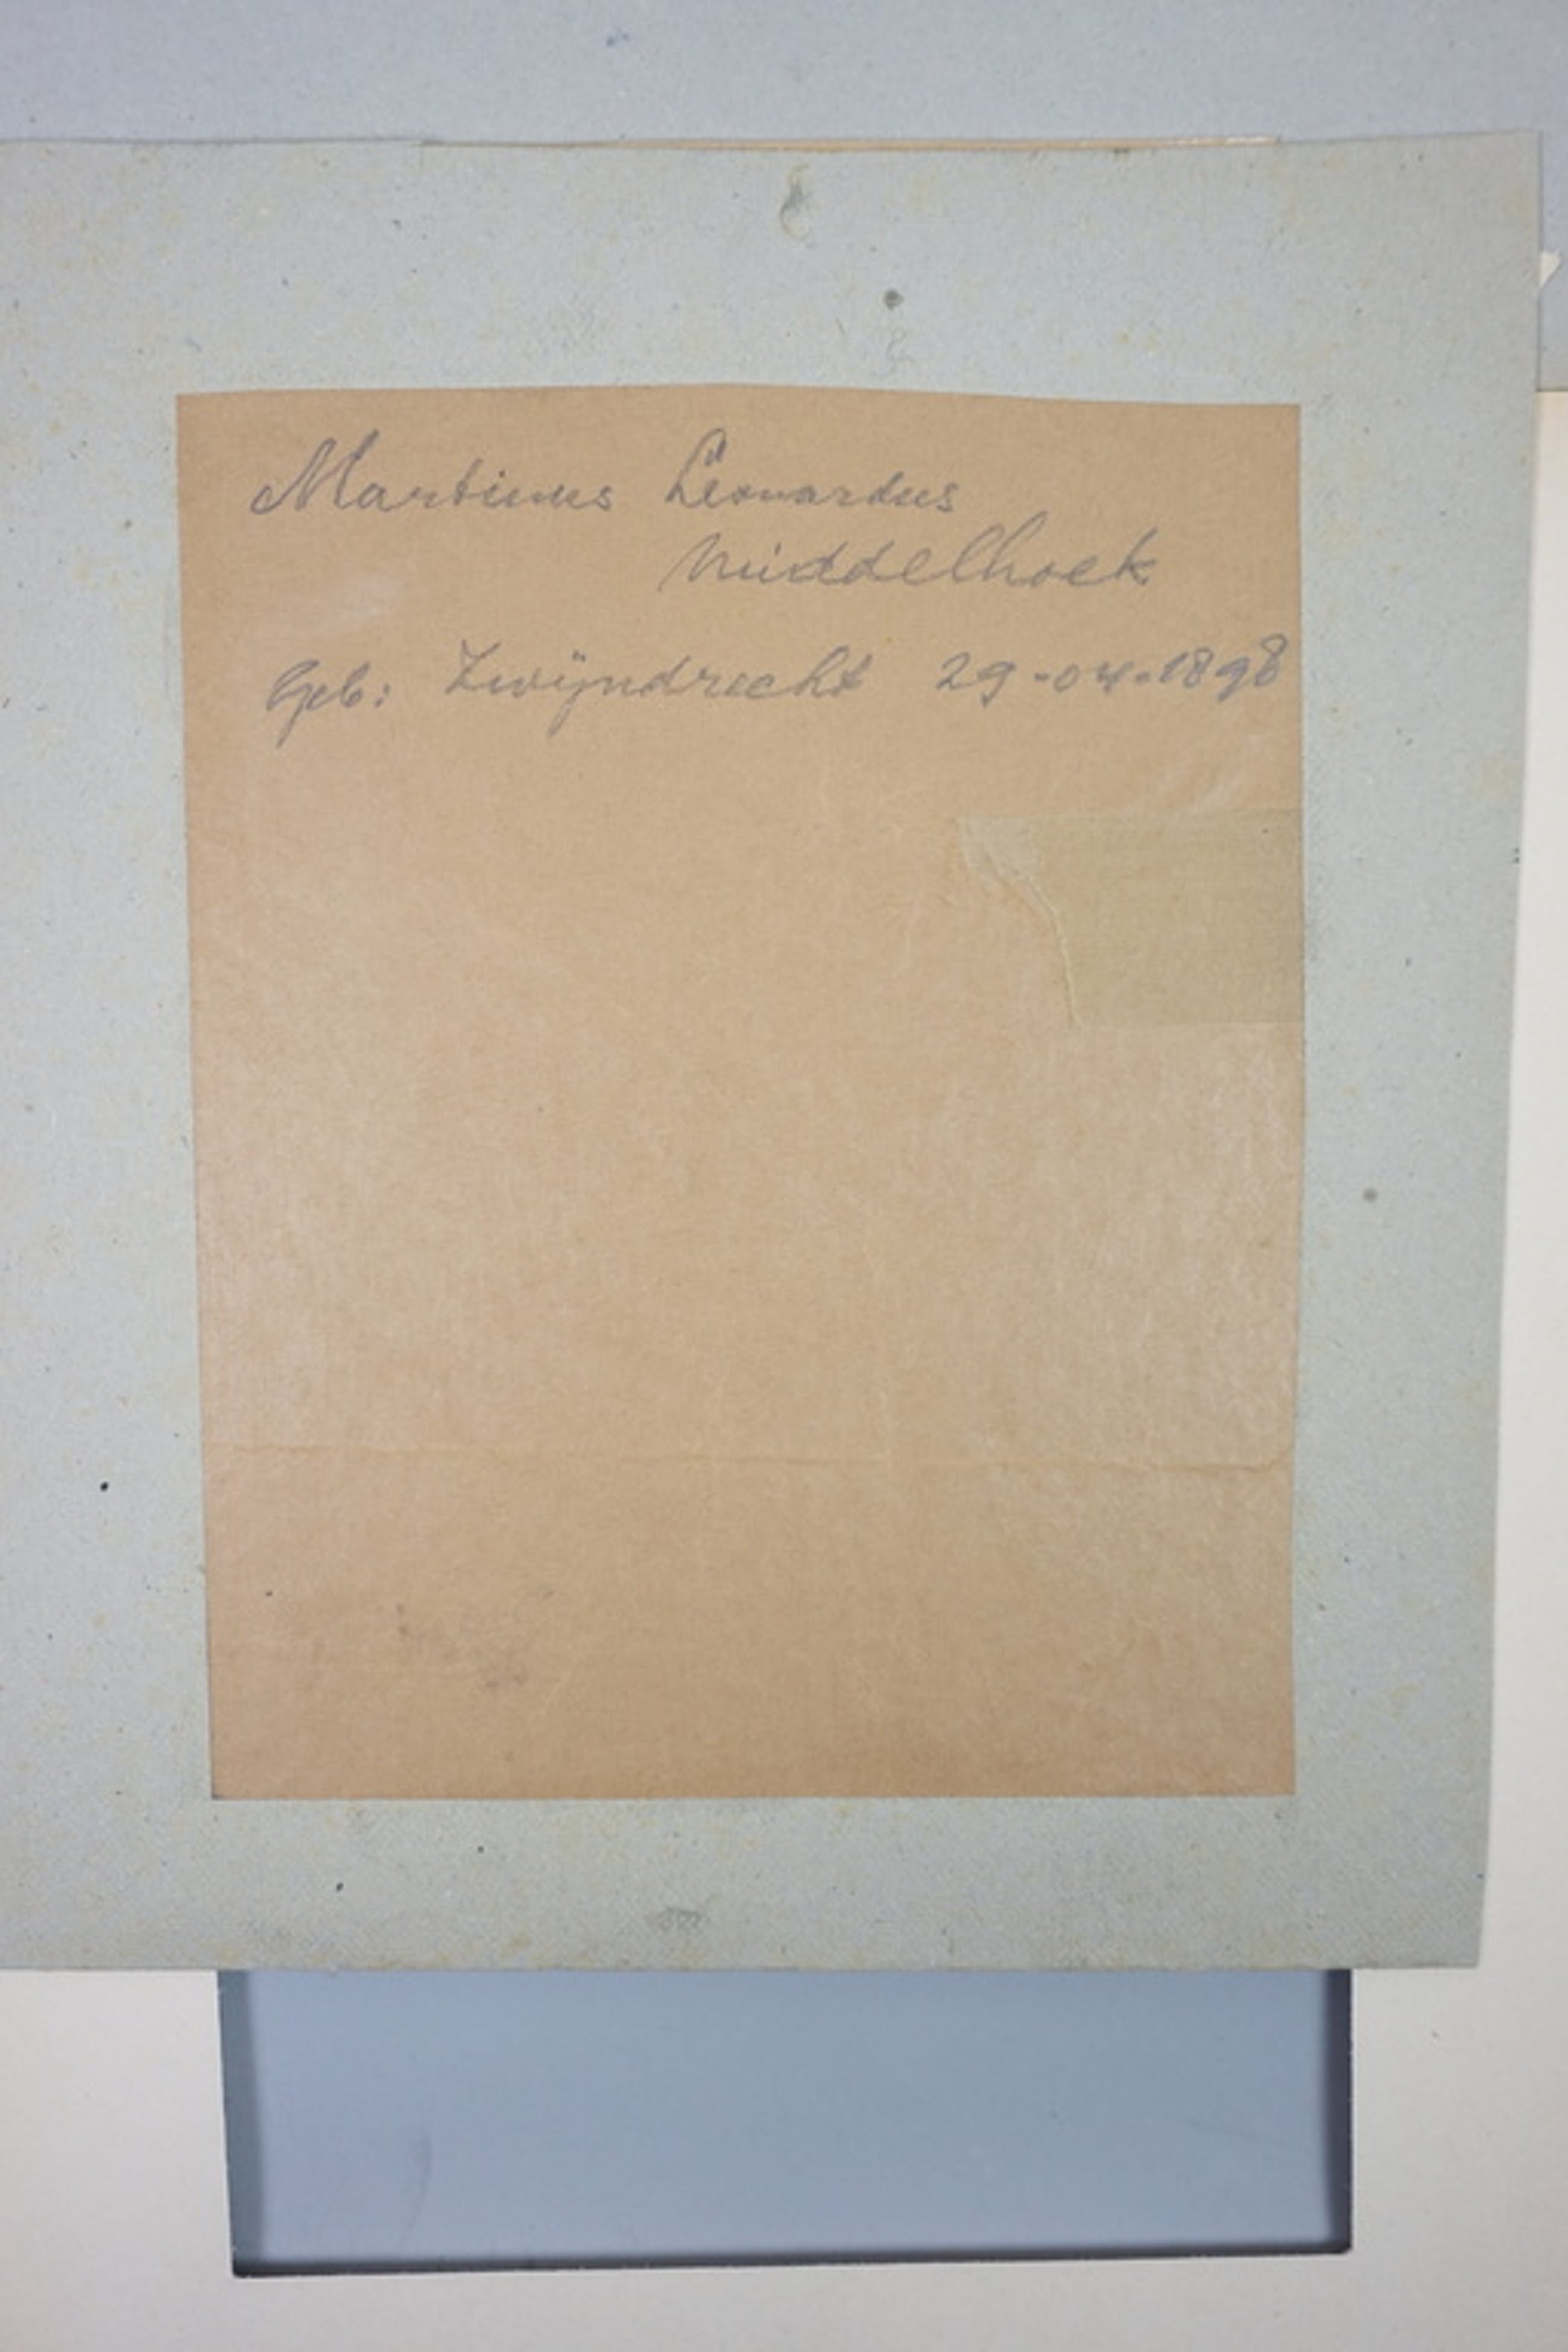 Martinus Leonardus
Middelhoek
Geb: Zwijndrecht 29-04-1898